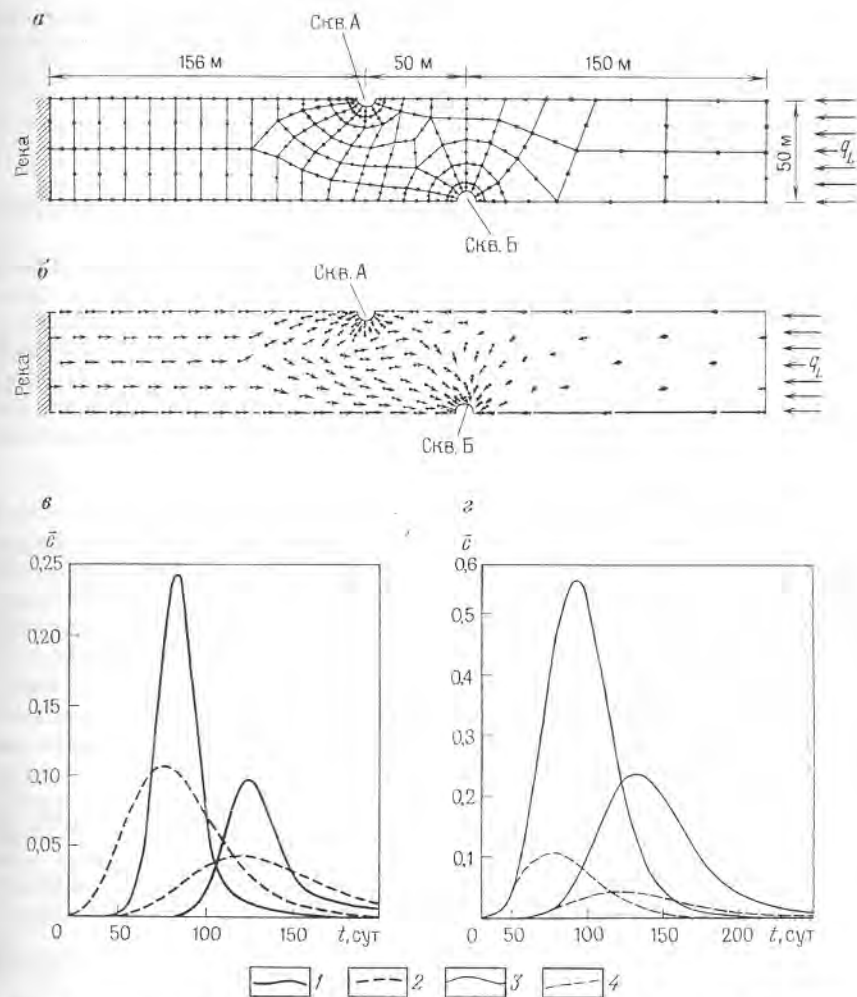 а
Скв. А
156 м
50 м
150 м
Река
50 м
qL
Скв. Б
б
Скв. А
Река
qL
Скв. Б
в
г
c̄
c̄
0,25
0,20
0,15
0,10
0,05
0
50
100
150
t, сут
0,6
0,5
0,4
0,3
0,2
0,1
0
50
100
150
200
t, сут
1
2
3
4